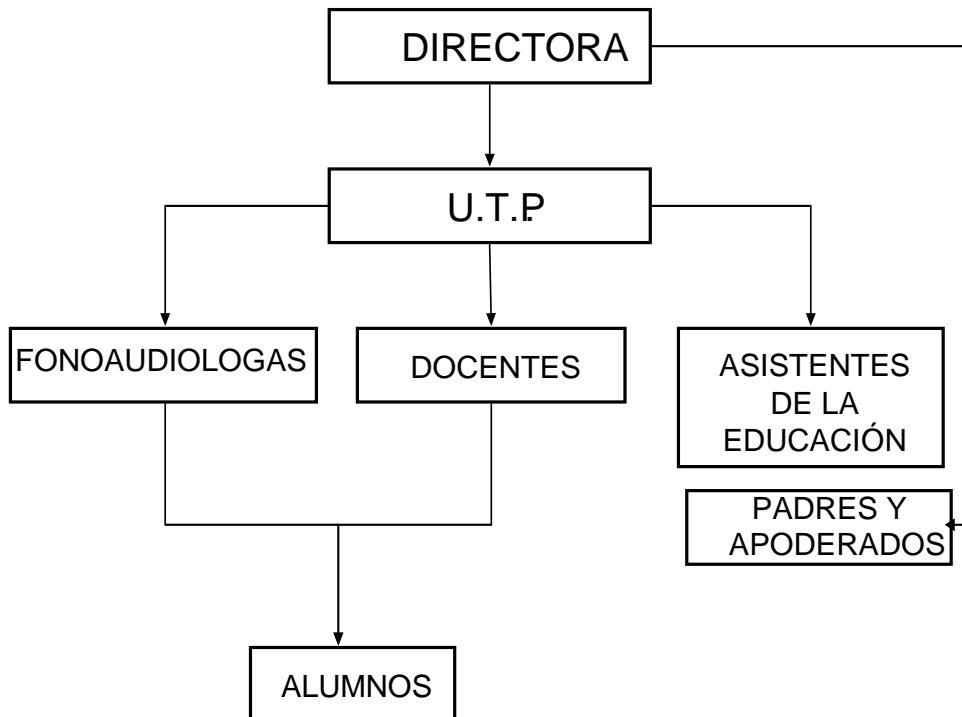 DIRECTORA
U.T.P.
FONOAUDIOLOGAS
DOCENTES
ASISTENTES
DE LA
EDUCACIÓN
PADRES Y
APODERADOS
ALUMNOS